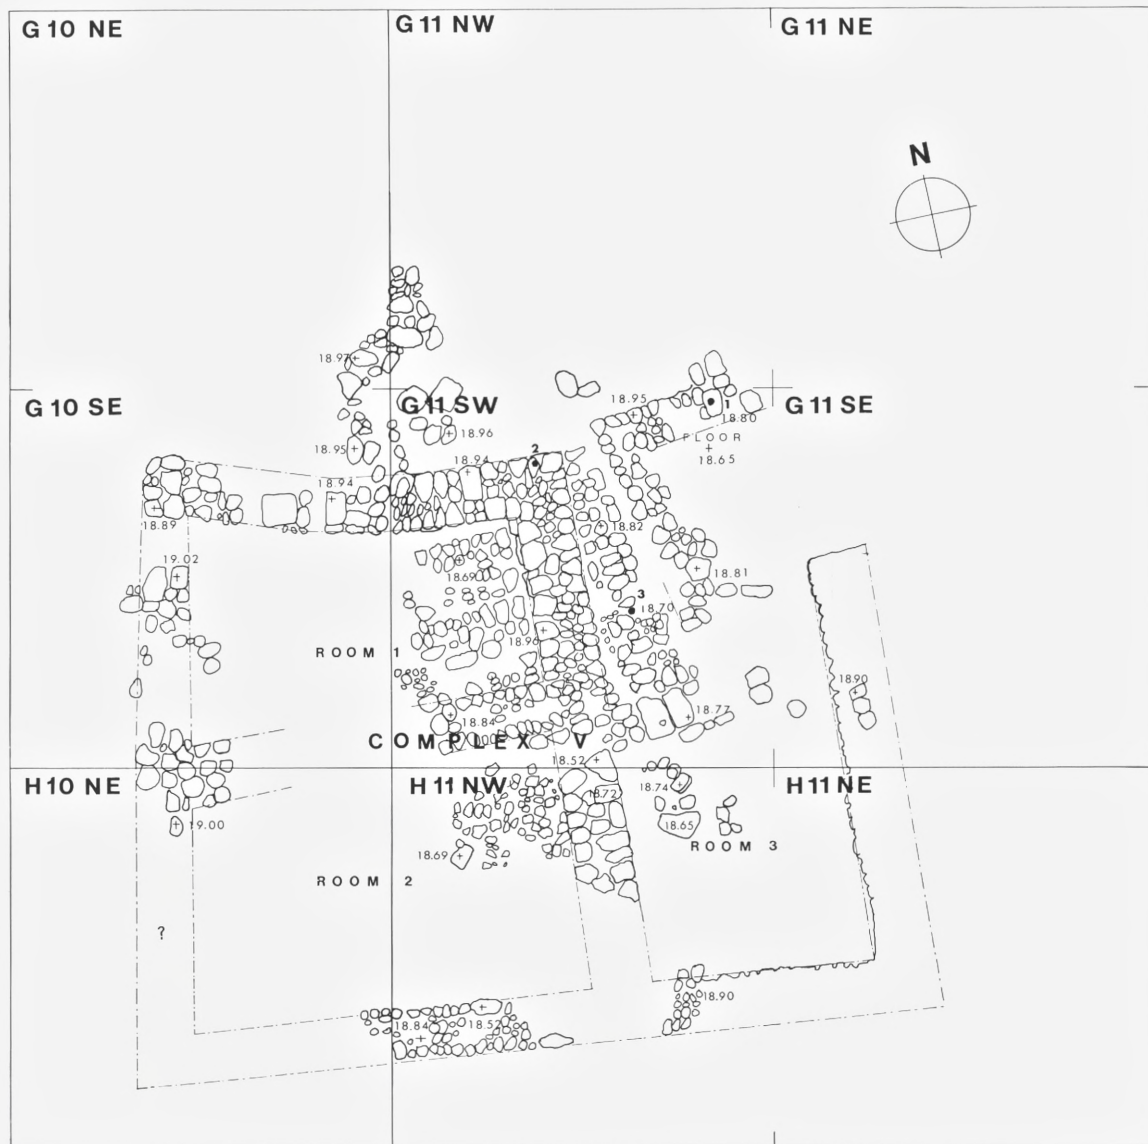 G 10 NE
G 11 NW
G 11 NE
N
18.97
G 10 SE
G 11 SW
18.95
1
18.80
G 11 SE
FLOOR
18.65
18.96
18.95
2
18.94
18.94
18.89
18.82
19.02
18.69
18.81
3
18.70
18.96
ROOM 1
18.90
18.84
18.77
COMPLEX V
18.52
H 10 NE
H 11 NW
18.72
18.74
H 11 NE
19.00
18.65
ROOM 3
18.69
ROOM 2
?
18.90
18.84
18.52